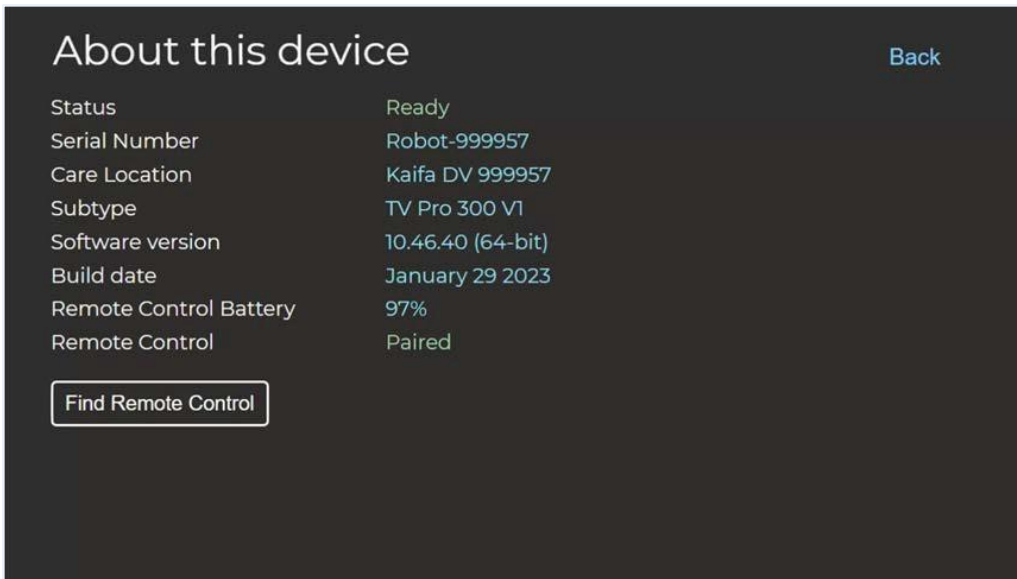 About this device
Back
Status Ready
Serial Number Robot-999957
Care Location Kaifa DV 999957
Subtype TV Pro 300 V1
Software version 10.46.40 (64-bit)
Build date January 29 2023
Remote Control Battery 97%
Remote Control Paired
Find Remote Control